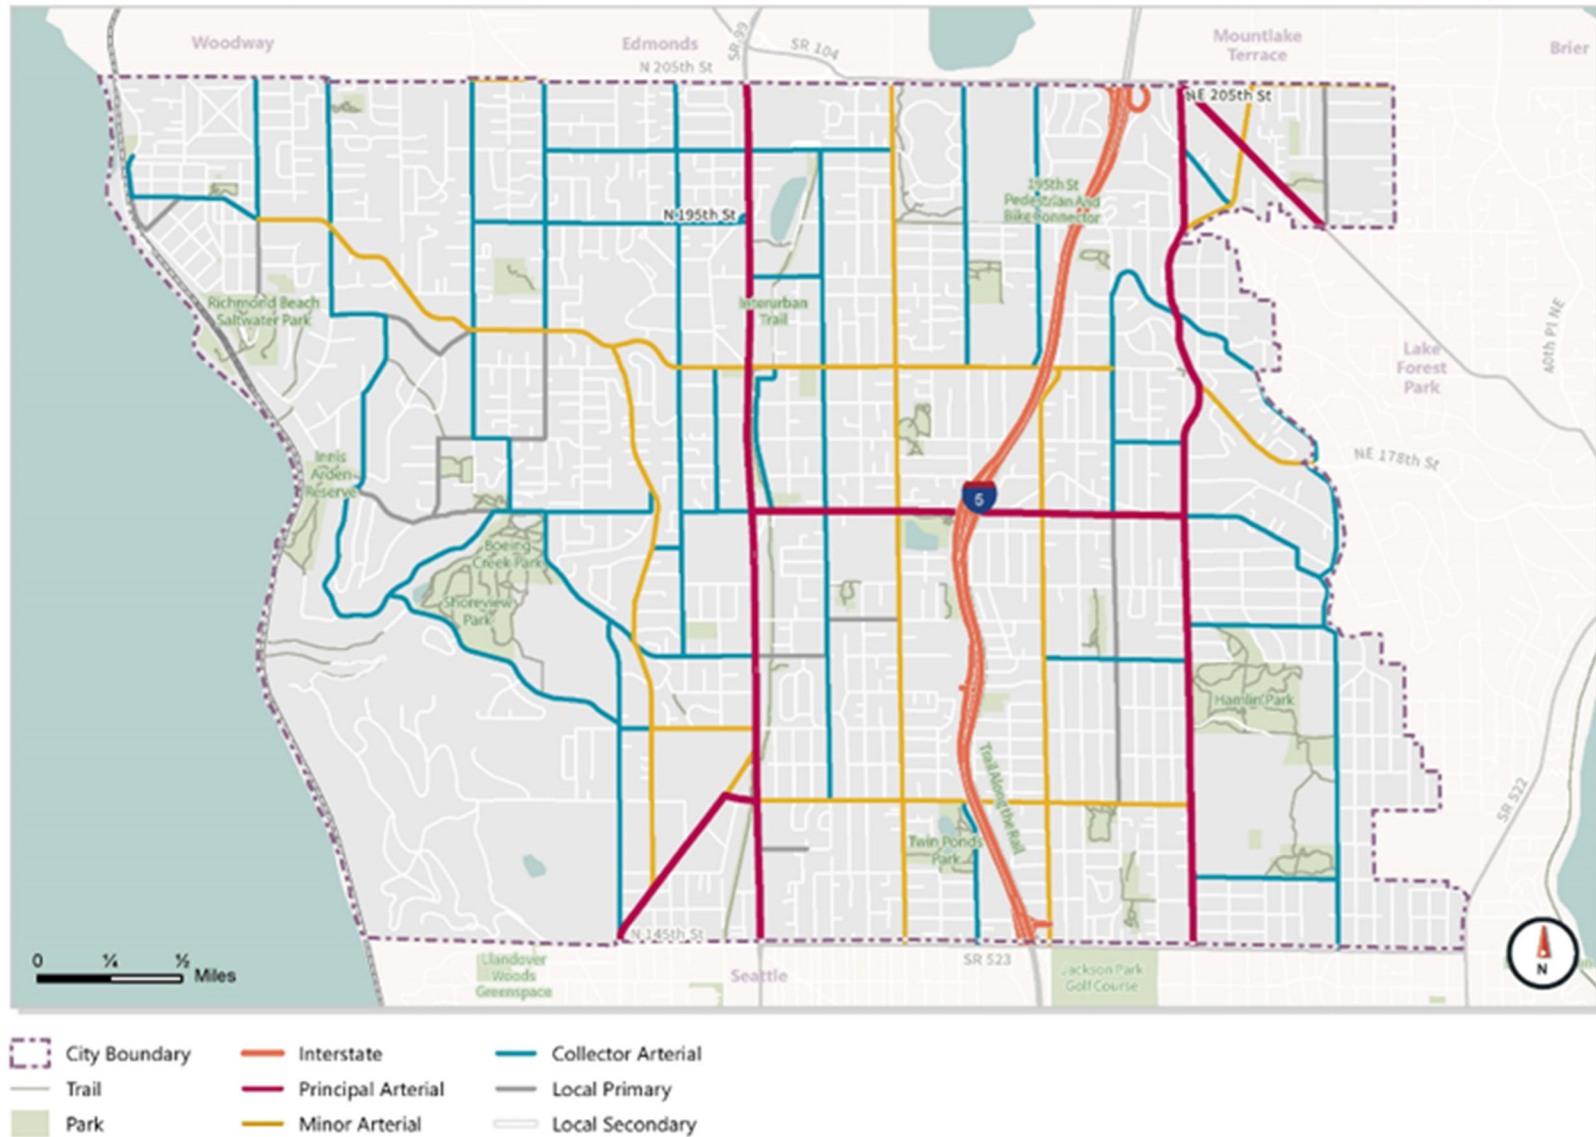 Woodway
Edmonds
SR 99
SR 104
N 205th St
Mountlake
Terrace
Brier
NE 205th St
195th St
Pedestrian And
Bike Connector
N 195th St
Richmond Beach
Saltwater Park
Interurban
Trail
40th Pl NE
Lake
Forest
Park
Innis
Arden
Reserve
NE 178th St
5
Boeing
Creek Park
Shoreview
Park
Hamlin Park
Trail Along the Rail
SR 522
Twin Ponds
Park
N 145th St
SR 523
Llandover
Woods
Greenspace
Seattle
Jackson Park
Golf Course
N
0 ¼ ½ Miles
City Boundary
Interstate
Collector Arterial
Trail
Principal Arterial
Local Primary
Park
Minor Arterial
Local Secondary